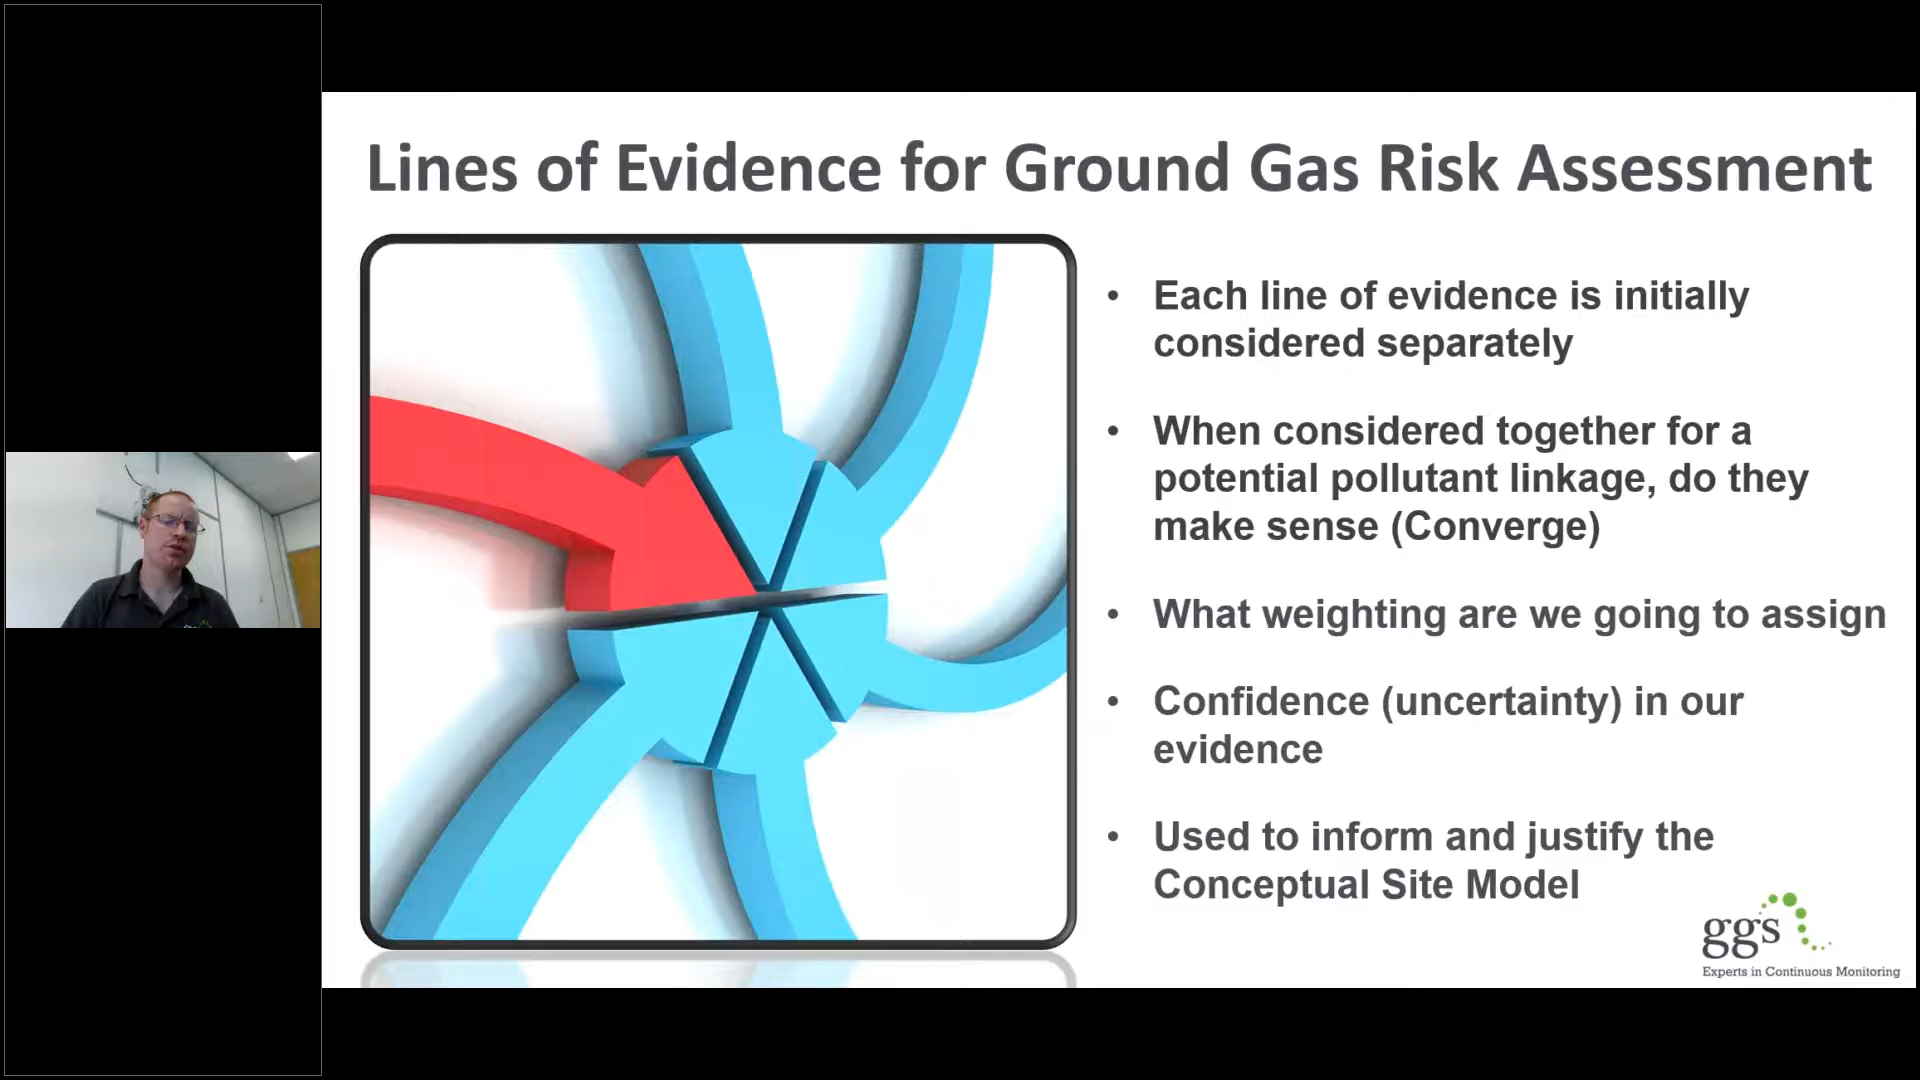 Lines of Evidence for Ground Gas Risk Assessment
• Each line of evidence is initially
considered separately
• When considered together for a
potential pollutant linkage, do they
make sense (Converge)
• What weighting are we going to assign
• Confidence (uncertainty) in our
evidence
• Used to inform and justify the
Conceptual Site Model
ggs
Experts in Continuous Monitoring